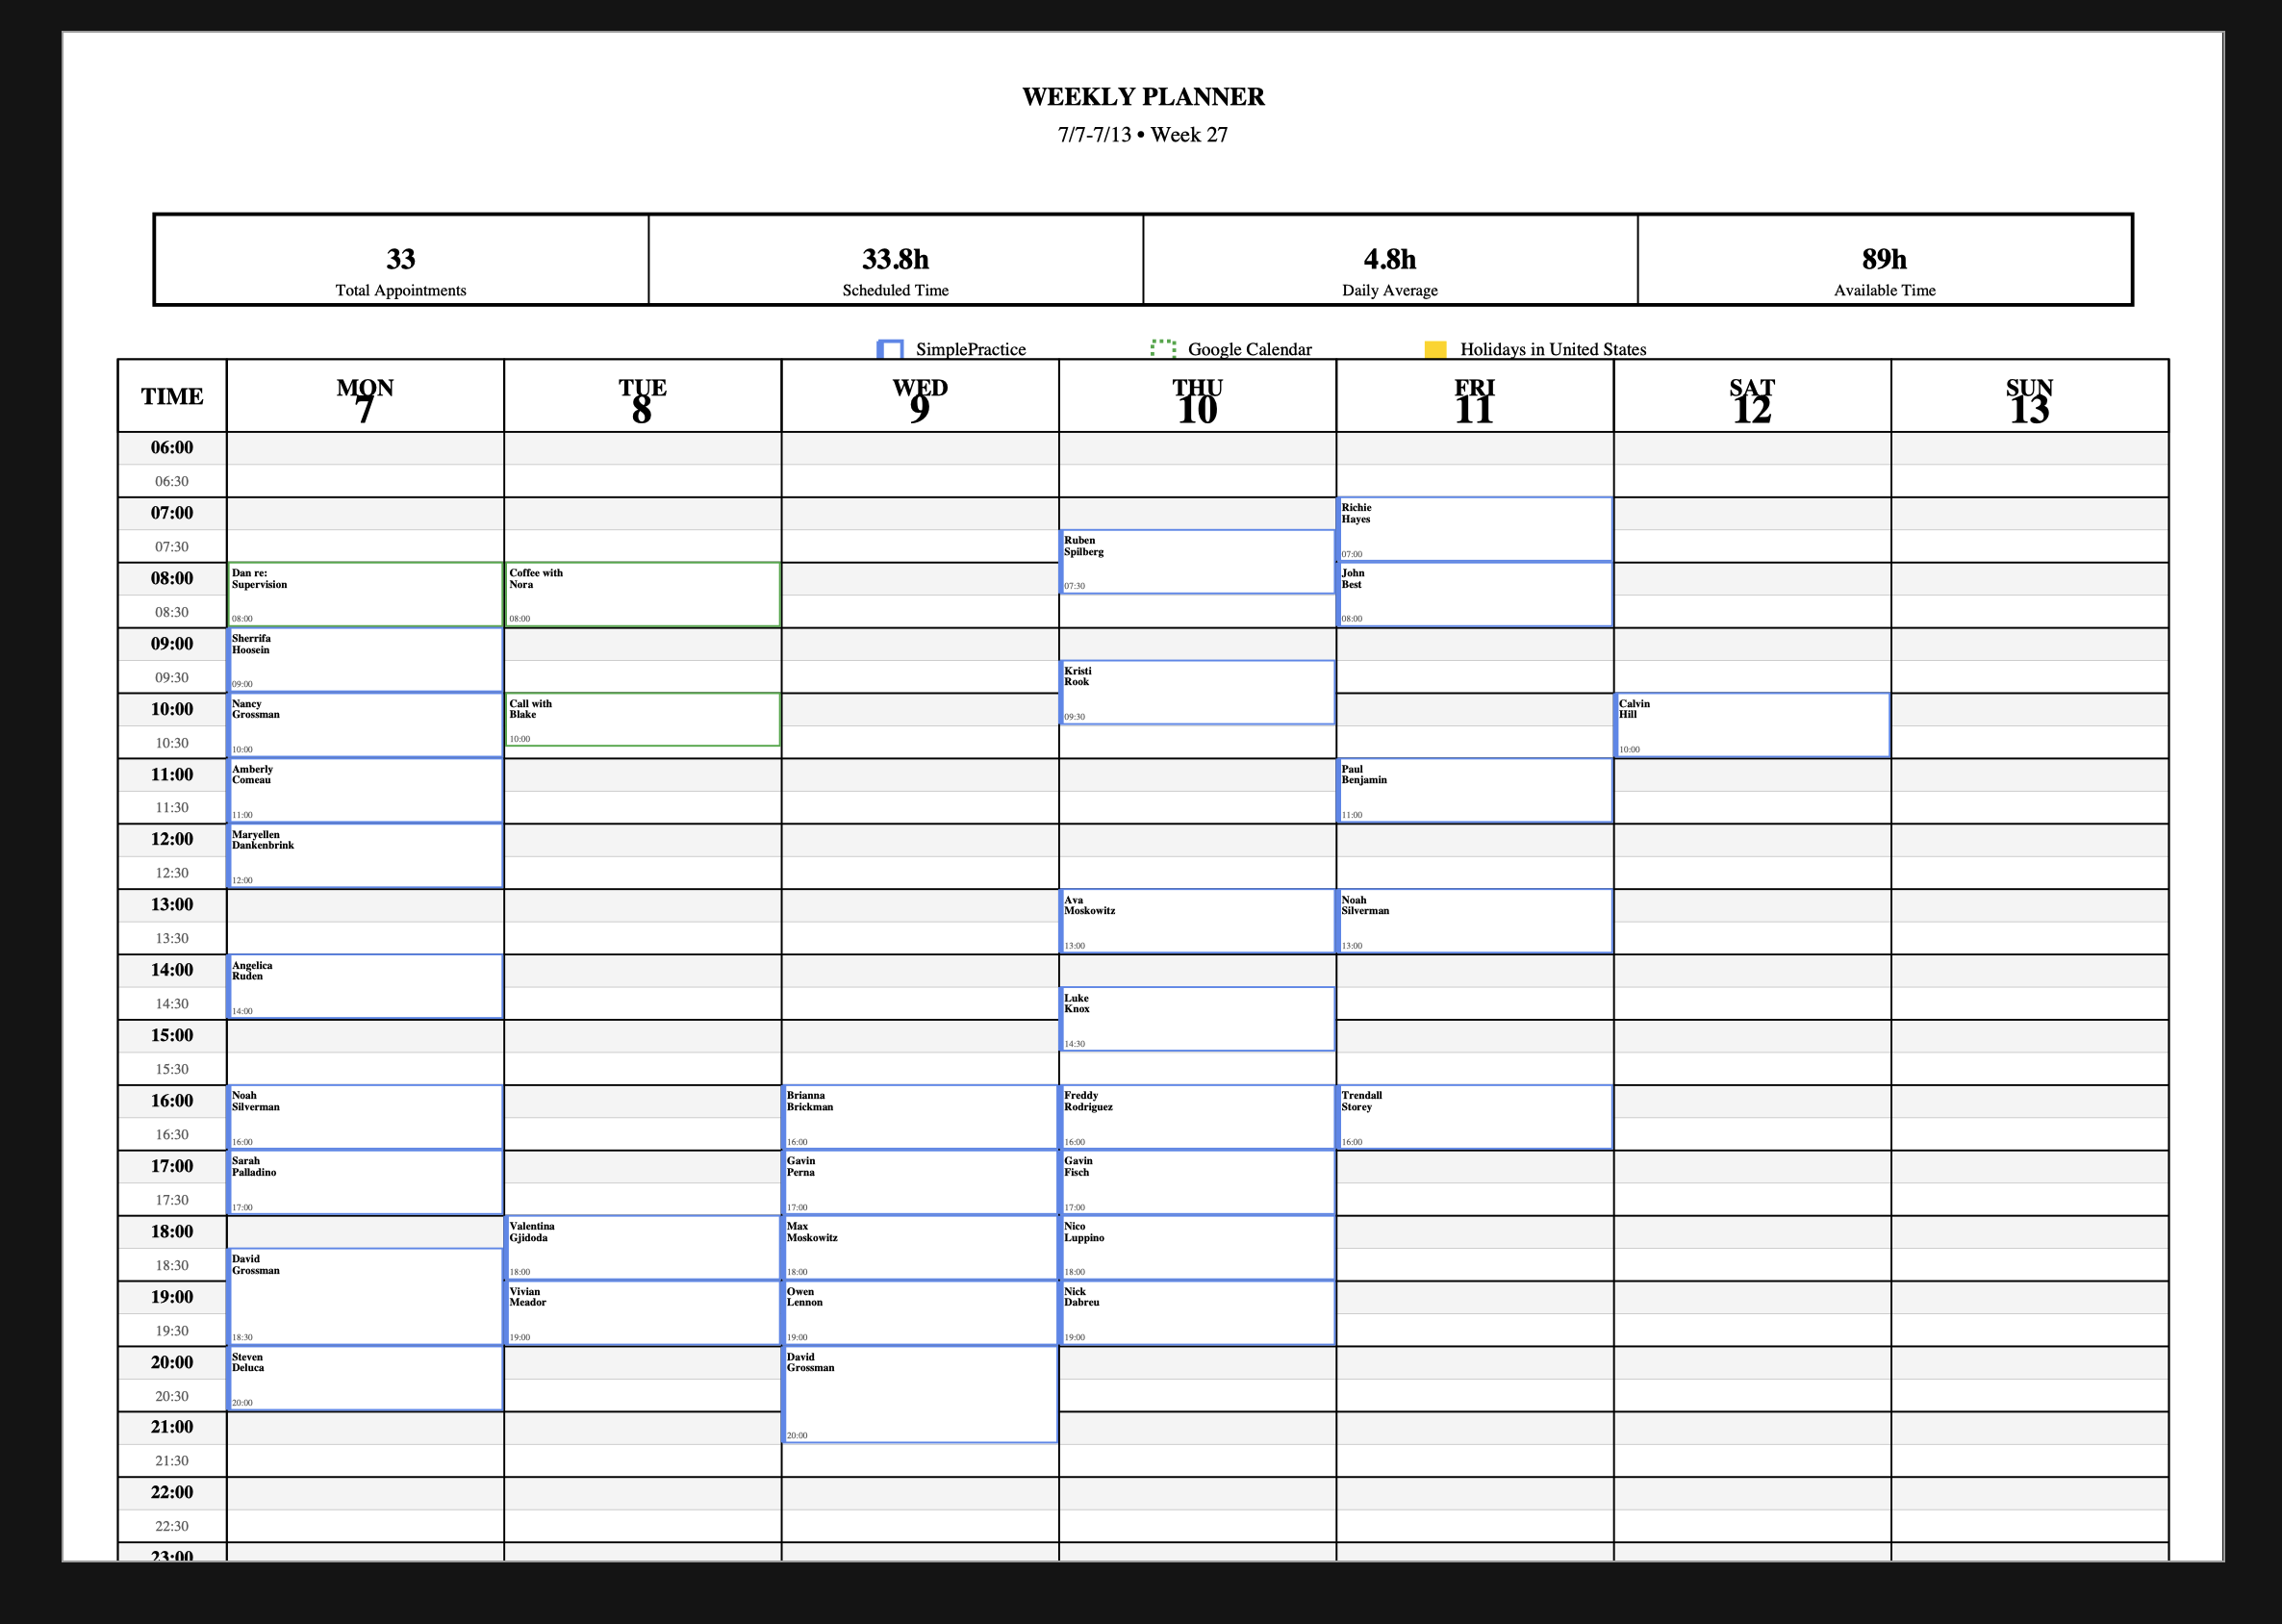 WEEKLY PLANNER
7/7-7/13 • Week 27
33
Total Appointments
33.8h
Scheduled Time
4.8h
Daily Average
89h
Available Time
SimplePractice
Google Calendar
Holidays in United States
TIME
MON
7
TUE
8
WED
9
THU
10
FRI
11
SAT
12
SUN
13
06:00
06:30
07:00
Richie
Hayes
07:00
07:30
Ruben
Spilberg
07:30
08:00
Dan re:
Supervision
08:00
Coffee with
Nora
08:00
John
Best
08:00
08:30
09:00
Sherrifa
Hoosein
09:00
09:30
Kristi
Rook
09:30
10:00
Nancy
Grossman
10:00
Call with
Blake
10:00
Calvin
Hill
10:00
10:30
11:00
Amberly
Comeau
11:00
Paul
Benjamin
11:00
11:30
12:00
Maryellen
Dankenbrink
12:00
12:30
13:00
Ava
Moskowitz
13:00
Noah
Silverman
13:00
13:30
14:00
Angelica
Ruden
14:00
14:30
Luke
Knox
14:30
15:00
15:30
16:00
Noah
Silverman
16:00
Brianna
Brickman
16:00
Freddy
Rodriguez
16:00
Trendall
Storey
16:00
16:30
17:00
Sarah
Palladino
17:00
Gavin
Perna
17:00
Gavin
Fisch
17:00
17:30
18:00
Valentina
Gjidoda
18:00
Max
Moskowitz
18:00
Nico
Luppino
18:00
18:30
David
Grossman
18:30
19:00
Vivian
Meador
19:00
Owen
Lennon
19:00
Nick
Dabreu
19:00
19:30
20:00
Steven
Deluca
20:00
David
Grossman
20:00
20:30
21:00
21:30
22:00
22:30
23:00